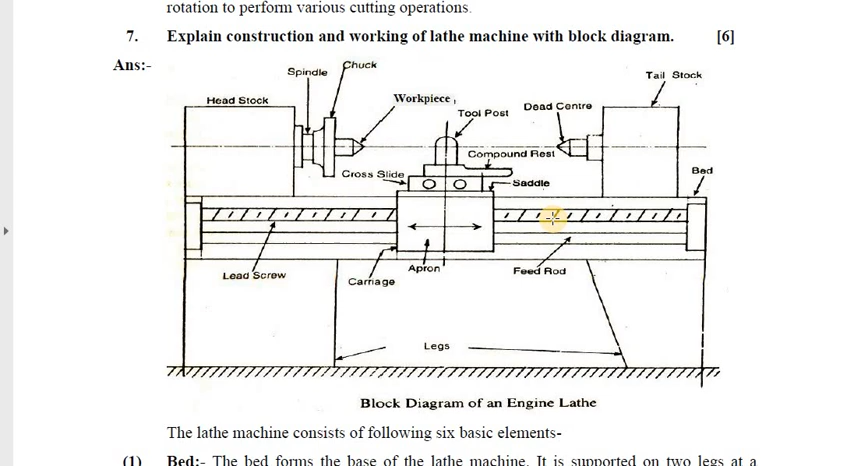 rotation to perform various cutting operations.
7. Explain construction and working of lathe machine with block diagram. [6]
Ans:-
Chuck
Spindle
Tail Stock
Head Stock
Workpiece
Dead Centre
Tool Post
Compound Rest
Cross Slide
Bed
Saddle
Lead Screw
Apron
Feed Rod
Carriage
Legs
Block Diagram of an Engine Lathe
The lathe machine consists of following six basic elements-
(1) Bed:- The bed forms the base of the lathe machine. It is supported on two legs at a